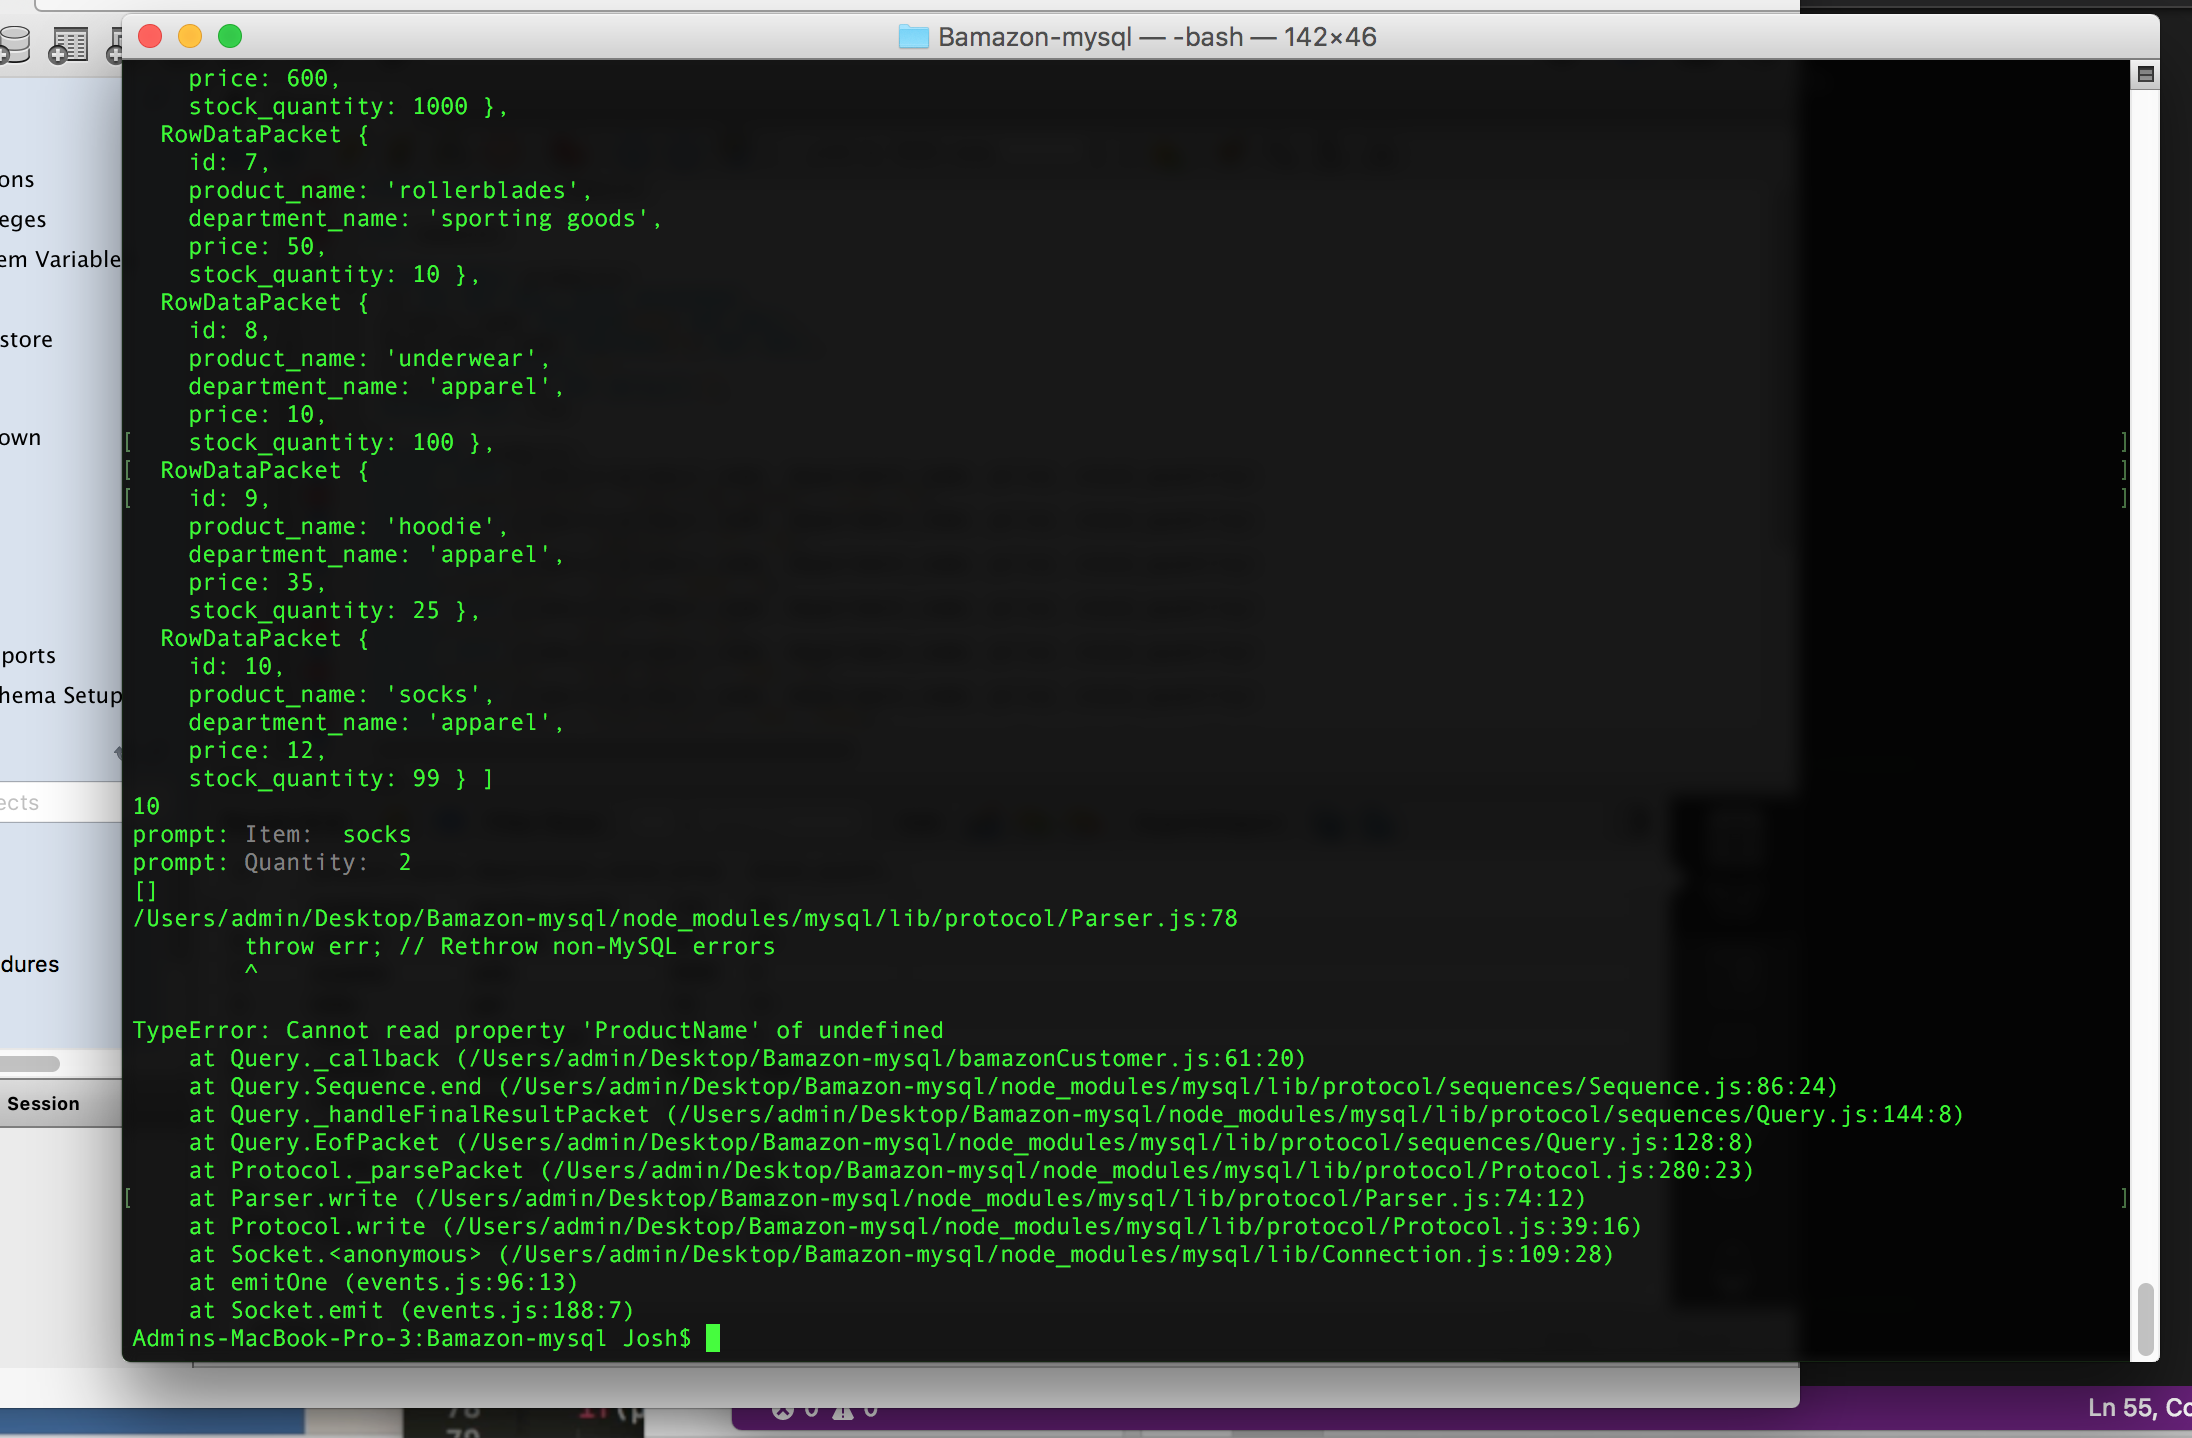 Bamazon-mysql — -bash — 142×46
price: 600,
stock_quantity: 1000 },
RowDataPacket {
id: 7,
product_name: 'rollerblades',
department_name: 'sporting goods',
price: 50,
stock_quantity: 10 },
RowDataPacket {
id: 8,
product_name: 'underwear',
department_name: 'apparel',
price: 10,
[ stock_quantity: 100 }, ]
[ RowDataPacket { ]
[ id: 9, ]
product_name: 'hoodie',
department_name: 'apparel',
price: 35,
stock_quantity: 25 },
RowDataPacket {
id: 10,
product_name: 'socks',
department_name: 'apparel',
price: 12,
stock_quantity: 99 } ]
10
prompt: Item: socks
prompt: Quantity: 2
[]
/Users/admin/Desktop/Bamazon-mysql/node_modules/mysql/lib/protocol/Parser.js:78
throw err; // Rethrow non-MySQL errors
^
TypeError: Cannot read property 'ProductName' of undefined
at Query._callback (/Users/admin/Desktop/Bamazon-mysql/bamazonCustomer.js:61:20)
at Query.Sequence.end (/Users/admin/Desktop/Bamazon-mysql/node_modules/mysql/lib/protocol/sequences/Sequence.js:86:24)
at Query._handleFinalResultPacket (/Users/admin/Desktop/Bamazon-mysql/node_modules/mysql/lib/protocol/sequences/Query.js:144:8)
at Query.EofPacket (/Users/admin/Desktop/Bamazon-mysql/node_modules/mysql/lib/protocol/sequences/Query.js:128:8)
at Protocol._parsePacket (/Users/admin/Desktop/Bamazon-mysql/node_modules/mysql/lib/protocol/Protocol.js:280:23)
[ at Parser.write (/Users/admin/Desktop/Bamazon-mysql/node_modules/mysql/lib/protocol/Parser.js:74:12) ]
at Protocol.write (/Users/admin/Desktop/Bamazon-mysql/node_modules/mysql/lib/protocol/Protocol.js:39:16)
at Socket.<anonymous> (/Users/admin/Desktop/Bamazon-mysql/node_modules/mysql/lib/Connection.js:109:28)
at emitOne (events.js:96:13)
at Socket.emit (events.js:188:7)
Admins-MacBook-Pro-3:Bamazon-mysql Josh$
ons
eges
em Variable
store
own
ports
hema Setup
ects
dures
Session
Ln 55, Co